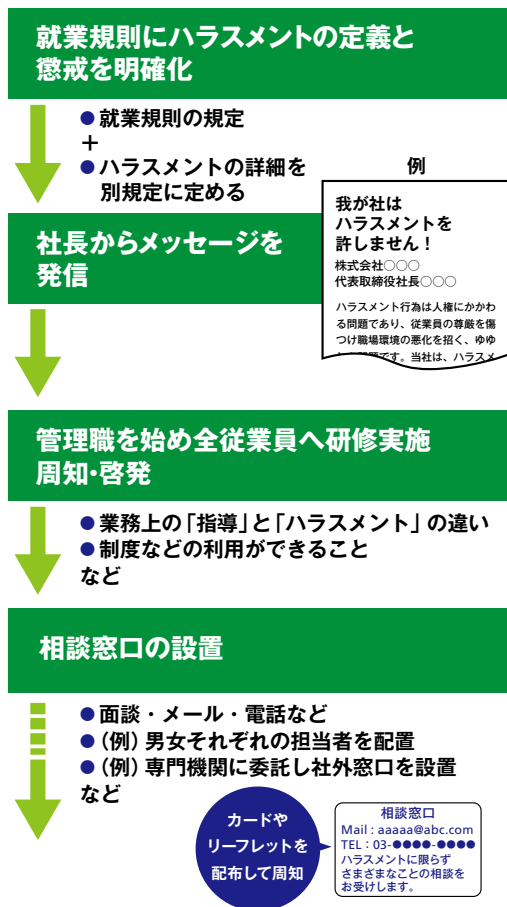 就業規則にハラスメントの定義と
懲戒を明確化
●就業規則の規定
＋
●ハラスメントの詳細を
別規定に定める
例
我が社は
ハラスメントを
許しません！
株式会社○○○
代表取締役社長○○○
ハラスメント行為は人権にかかわ
る問題であり、従業員の尊厳を傷
つけ職場環境の悪化を招く、ゆゆ
です。当社は、ハラスメ
社長からメッセージを
発信
管理職を始め全従業員へ研修実施
周知・啓発
●業務上の「指導」と「ハラスメント」の違い
●制度などの利用ができること
など
相談窓口の設置
●面談・メール・電話など
●（例）男女それぞれの担当者を配置
●（例）専門機関に委託し社外窓口を設置
など
カードや
リーフレットを
配布して周知
相談窓口
Mail : aaaaa@abc.com
TEL : 03-●●●●-●●●●
ハラスメントに限らず
さまざまなことの相談を
お受けします。